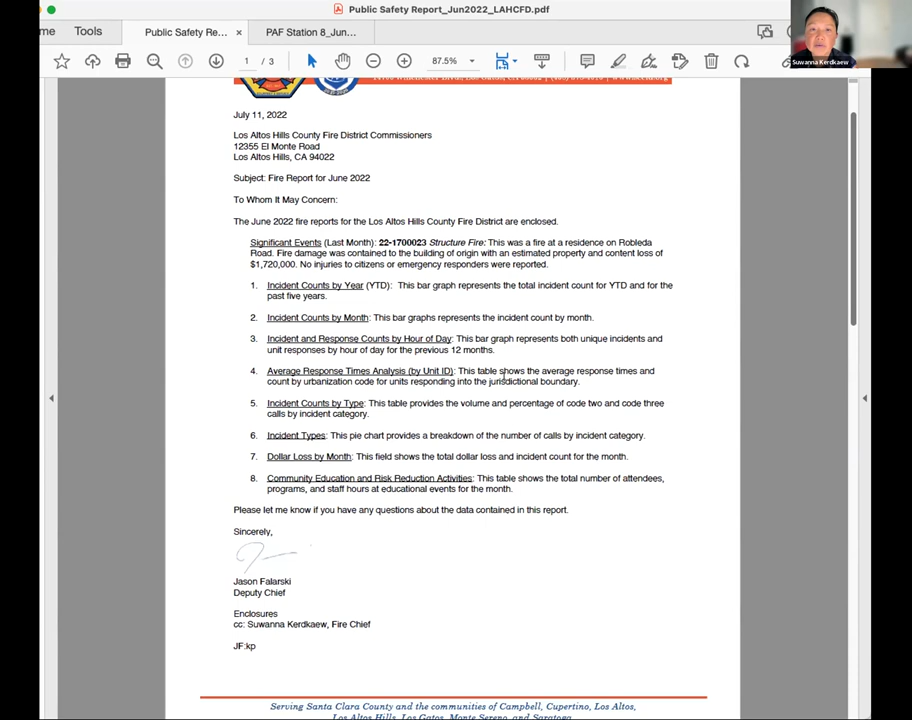 Public Safety Report_Jun2022_LAHCFD.pdf
me Tools Public Safety Re... × PAF Station 8_Jun...
1 / 3 87.5%
Suwanna Kerdkaew
July 11, 2022
Los Altos Hills County Fire District Commissioners
12355 El Monte Road
Los Altos Hills, CA 94022
Subject: Fire Report for June 2022
To Whom It May Concern:
The June 2022 fire reports for the Los Altos Hills County Fire District are enclosed.
Significant Events (Last Month): 22-1700023 Structure Fire: This was a fire at a residence on Robleda
Road. Fire damage was contained to the building of origin with an estimated property and content loss of
$1,720,000. No injuries to citizens or emergency responders were reported.
1. Incident Counts by Year (YTD): This bar graph represents the total incident count for YTD and for the
past five years.
2. Incident Counts by Month: This bar graphs represents the incident count by month.
3. Incident and Response Counts by Hour of Day: This bar graph represents both unique incidents and
unit responses by hour of day for the previous 12 months.
4. Average Response Times Analysis (by Unit ID): This table shows the average response times and
count by urbanization code for units responding into the jurisdictional boundary.
5. Incident Counts by Type: This table provides the volume and percentage of code two and code three
calls by incident category.
6. Incident Types: This pie chart provides a breakdown of the number of calls by incident category.
7. Dollar Loss by Month: This field shows the total dollar loss and incident count for the month.
8. Community Education and Risk Reduction Activities: This table shows the total number of attendees,
programs, and staff hours at educational events for the month.
Please let me know if you have any questions about the data contained in this report.
Sincerely,
Jason Falarski
Deputy Chief
Enclosures
cc: Suwanna Kerdkaew, Fire Chief
JF:kp
Serving Santa Clara County and the communities of Campbell, Cupertino, Los Altos,
Los Altos Hills, Los Gatos, Monte Sereno, and Saratoga